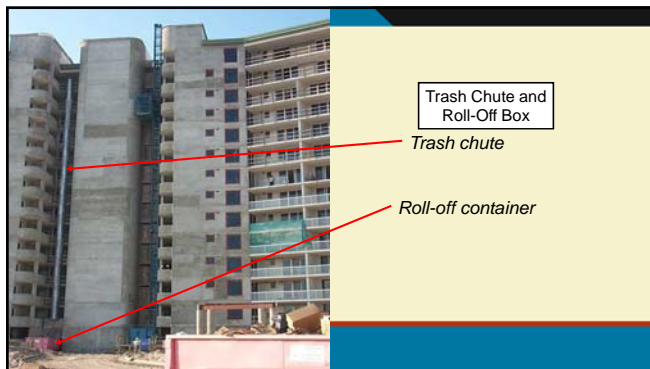 Trash Chute and
Roll-Off Box
Trash chute
Roll-off container